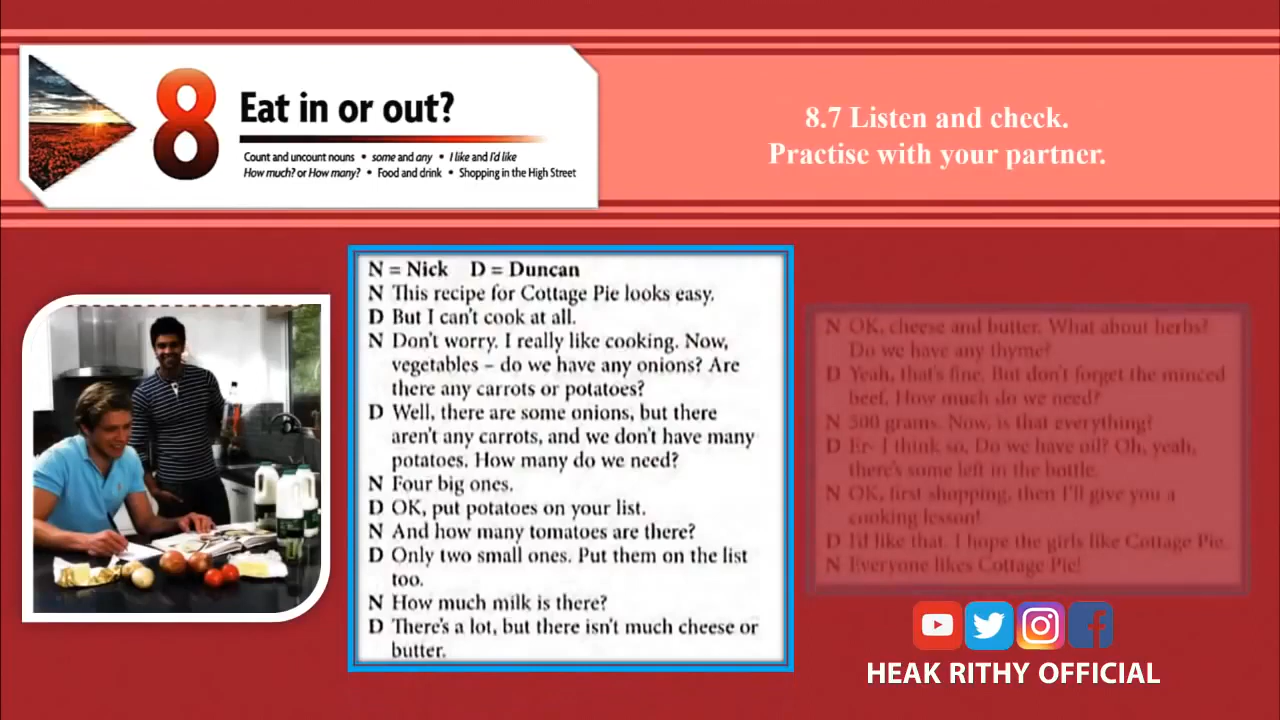 8 Eat in or out?
Count and uncount nouns • some and any • I like and I'd like
How much? or How many? • Food and drink • Shopping in the High Street
8.7 Listen and check.
Practise with your partner.
N = Nick D = Duncan
N This recipe for Cottage Pie looks easy.
D But I can't cook at all.
N Don't worry. I really like cooking. Now,
vegetables – do we have any onions? Are
there any carrots or potatoes?
D Well, there are some onions, but there
aren't any carrots, and we don't have many
potatoes. How many do we need?
N Four big ones.
D OK, put potatoes on your list.
N And how many tomatoes are there?
D Only two small ones. Put them on the list
too.
N How much milk is there?
D There's a lot, but there isn't much cheese or
butter.
N OK, cheese and butter. What about herbs?
Do we have any thyme?
D Yeah, that's fine. But don't forget the minced
beef. How much do we need?
N 500 grams. Now, is that everything?
D Er- I think so. Do we have oil? Oh, yeah,
there's some left in the bottle.
N OK, first shopping, then I'll give you a
cooking lesson!
D I'd like that. I hope the girls like Cottage Pie.
N Everyone likes Cottage Pie!
HEAK RITHY OFFICIAL